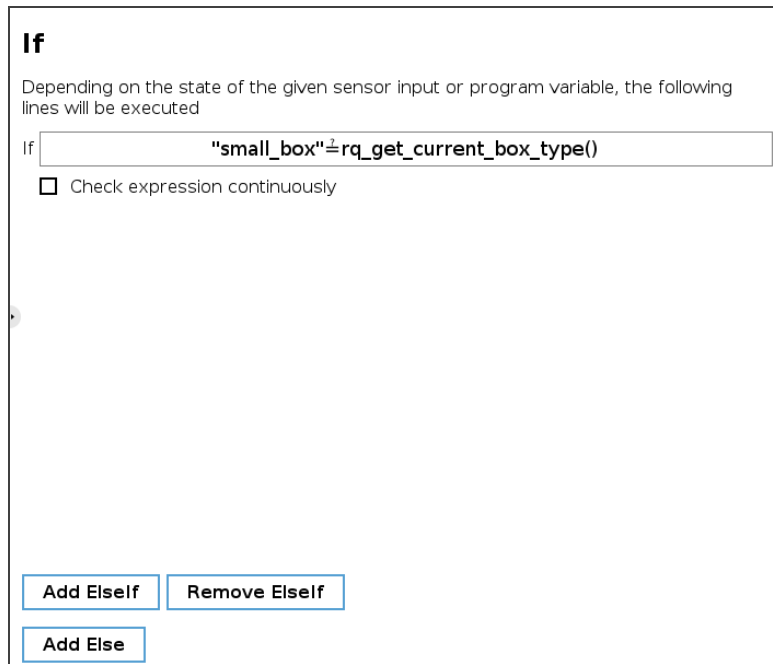 If
Depending on the state of the given sensor input or program variable, the following
lines will be executed
If "small_box"≟rq_get_current_box_type()
Check expression continuously
Add ElseIf Remove ElseIf
Add Else